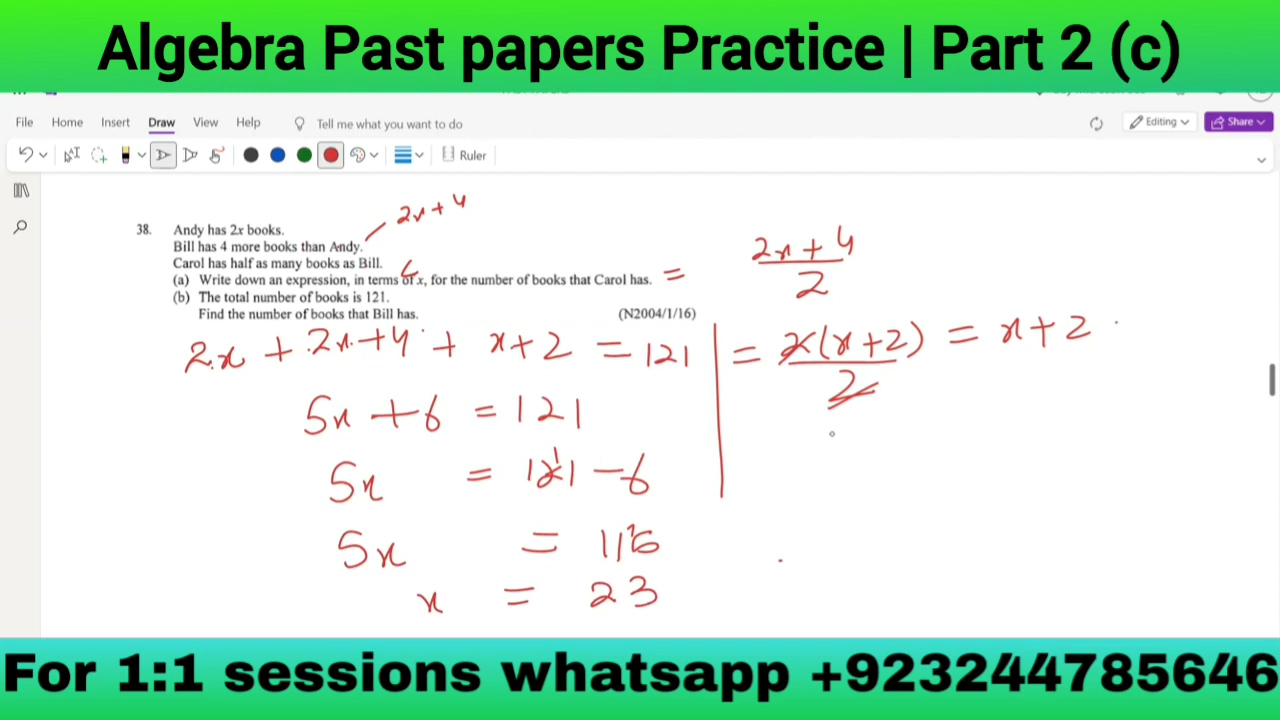 Algebra Past papers Practice | Part 2 (c)
File Home Insert Draw View Help Tell me what you want to do Editing Share
Ruler
2x + 4
38. Andy has 2x books.
Bill has 4 more books than Andy.
Carol has half as many books as Bill.
(a) Write down an expression, in terms of x, for the number of books that Carol has. = 2x + 4 / 2
(b) The total number of books is 121.
Find the number of books that Bill has. (N2004/1/16)
2x + 2x + 4 + x + 2 = 121
= 2(x + 2) / 2 = x + 2
5x + 6 = 121
5x = 121 - 6
5x = 115
x = 23
For 1:1 sessions whatsapp +923244785646